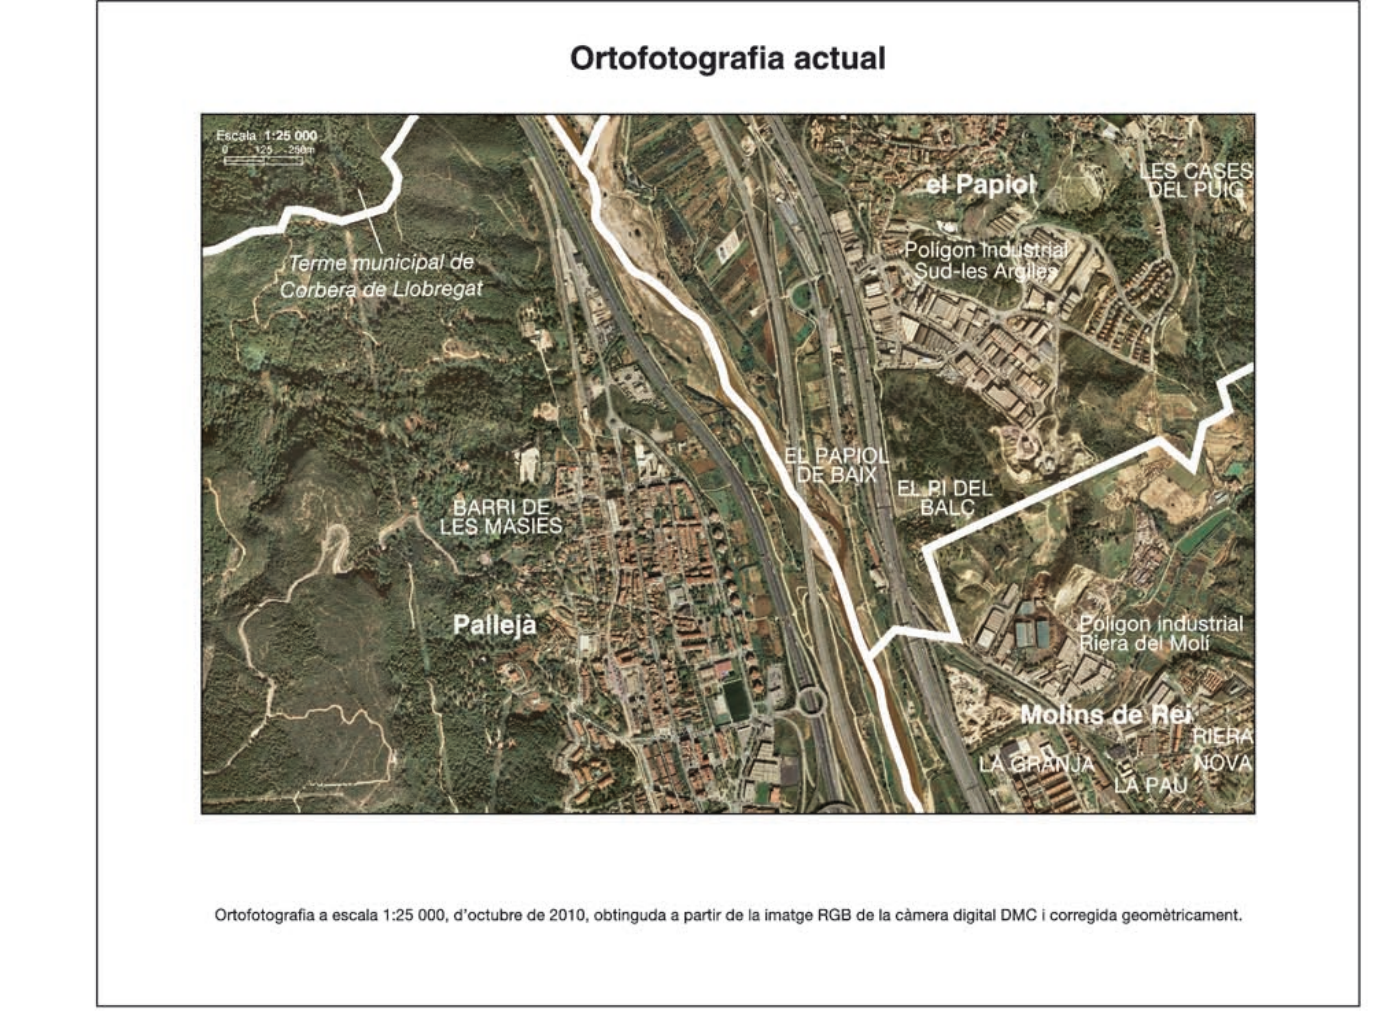 Ortofotografia actual
Escala 1:25 000
0 125 250m
el Papiol
LES CASES
DEL PUIG
Polígon Industrial
Sud-les Argiles
Terme municipal de
Corbera de Llobregat
EL PAPIOL
DE BAIX
EL PI DEL
BALÇ
BARRI DE
LES MASIES
Pallejà
Polígon industrial
Riera del Molí
Molins de Rei
RIERA
NOVA
LA GRANJA
LA PAU
Ortofotografia a escala 1:25 000, d'octubre de 2010, obtinguda a partir de la imatge RGB de la càmera digital DMC i corregida geomètricament.